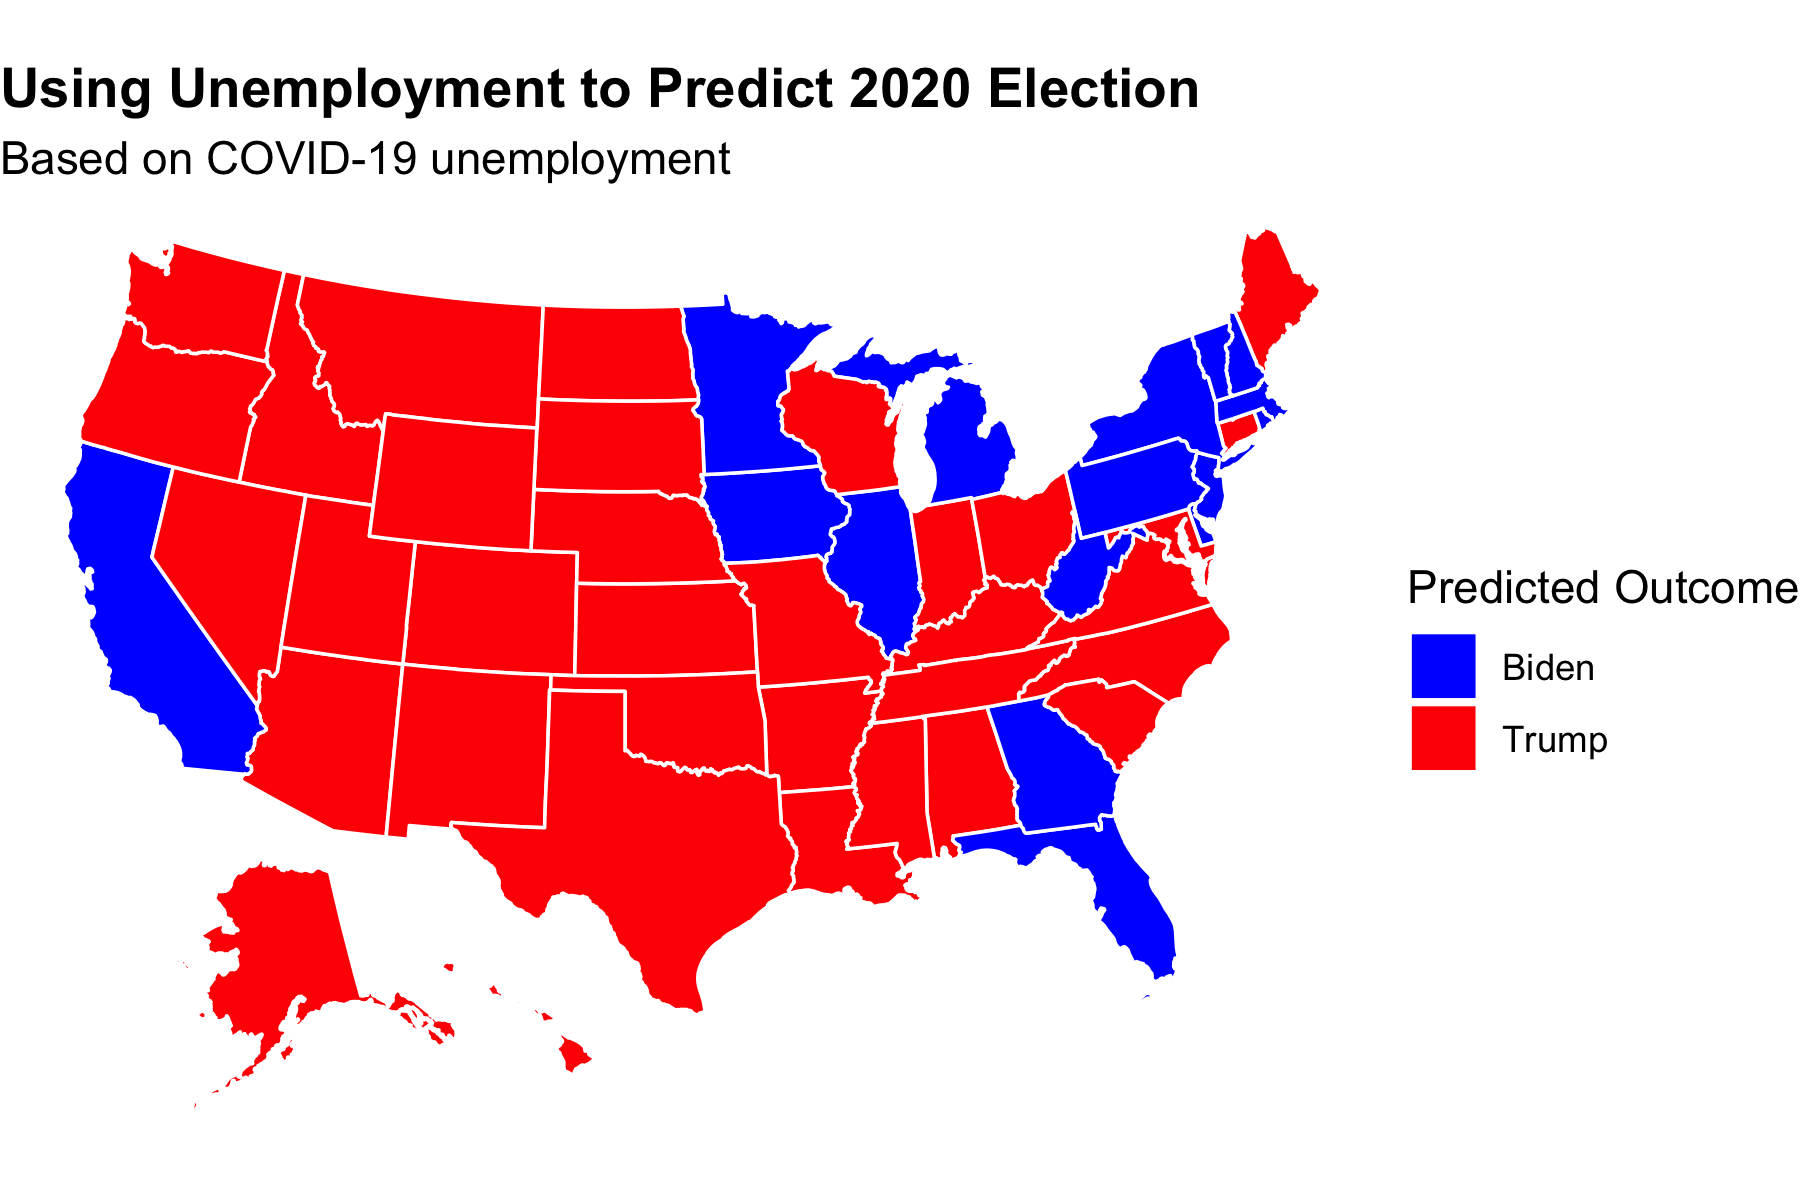 Using Unemployment to Predict 2020 Election
Based on COVID-19 unemployment
Predicted Outcome
Biden
Trump